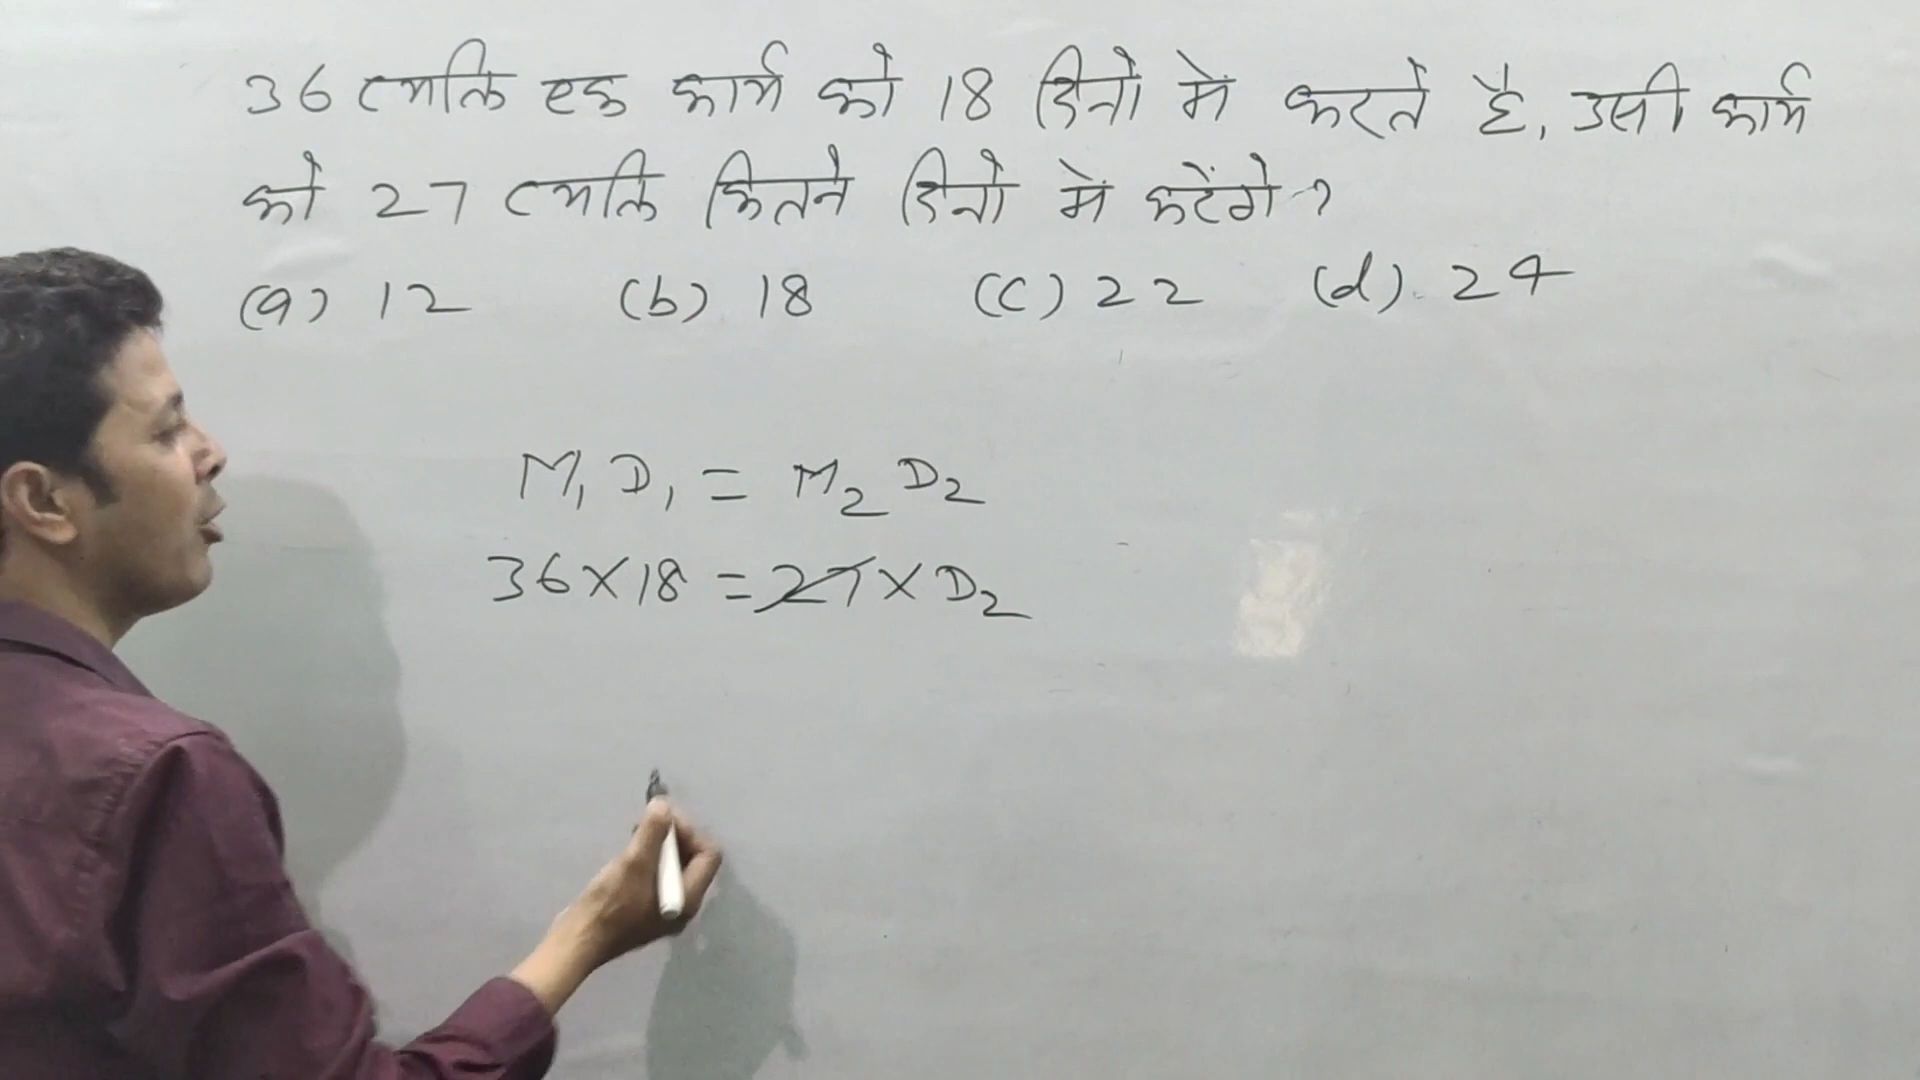 36 व्यक्ति एक कार्य को 18 दिनों में करते है, उसी कार्य
को 27 व्यक्ति कितने दिनों में करेंगे ?
(a) 12 (b) 18 (c) 22 (d) 24
M₁ D₁ = M₂ D₂
36 × 18 = 27 × D₂